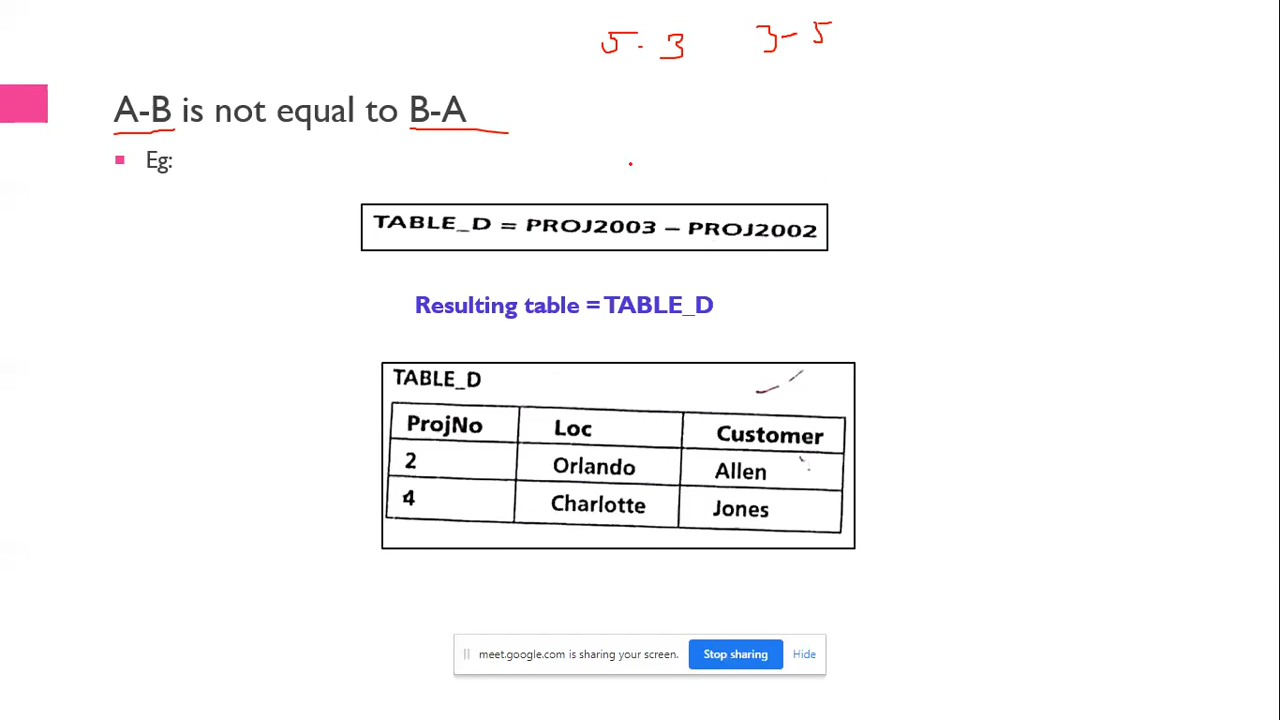 5 - 3 3 - 5
A-B is not equal to B-A
Eg:
TABLE_D = PROJ2003 – PROJ2002
Resulting table = TABLE_D
TABLE_D
ProjNo Loc Customer
2 Orlando Allen
4 Charlotte Jones
meet.google.com is sharing your screen. Stop sharing Hide